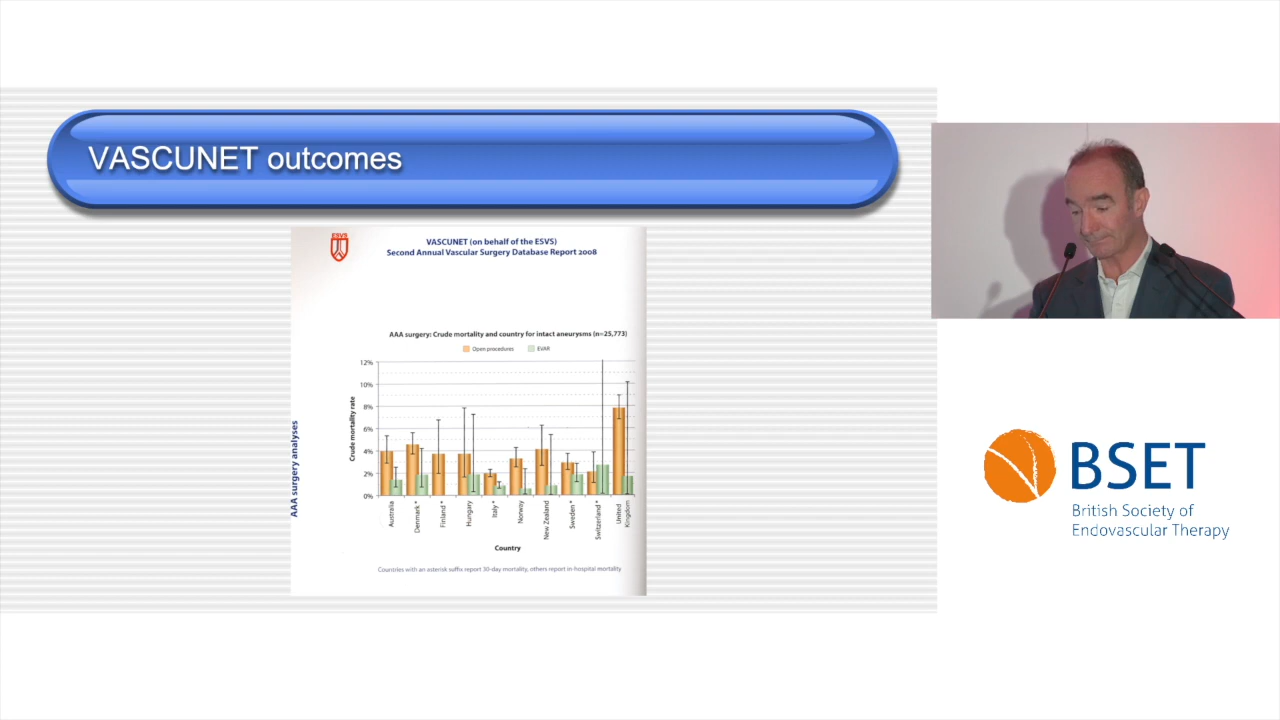 VASCUNET outcomes
ESVS
VASCUNET (on behalf of the ESVS)
Second Annual Vascular Surgery Database Report 2008
AAA surgery analyses
AAA surgery: Crude mortality and country for intact aneurysms (n=25,773)
Open procedures
EVAR
Crude mortality rate
12%
10%
8%
6%
4%
2%
0%
Australia
Denmark *
Finland *
Hungary
Italy *
Norway
New Zealand
Sweden *
Switzerland *
United
Kingdom
Country
Countries with an asterisk suffix report 30-day mortality, others report in-hospital mortality
BSET
British Society of
Endovascular Therapy